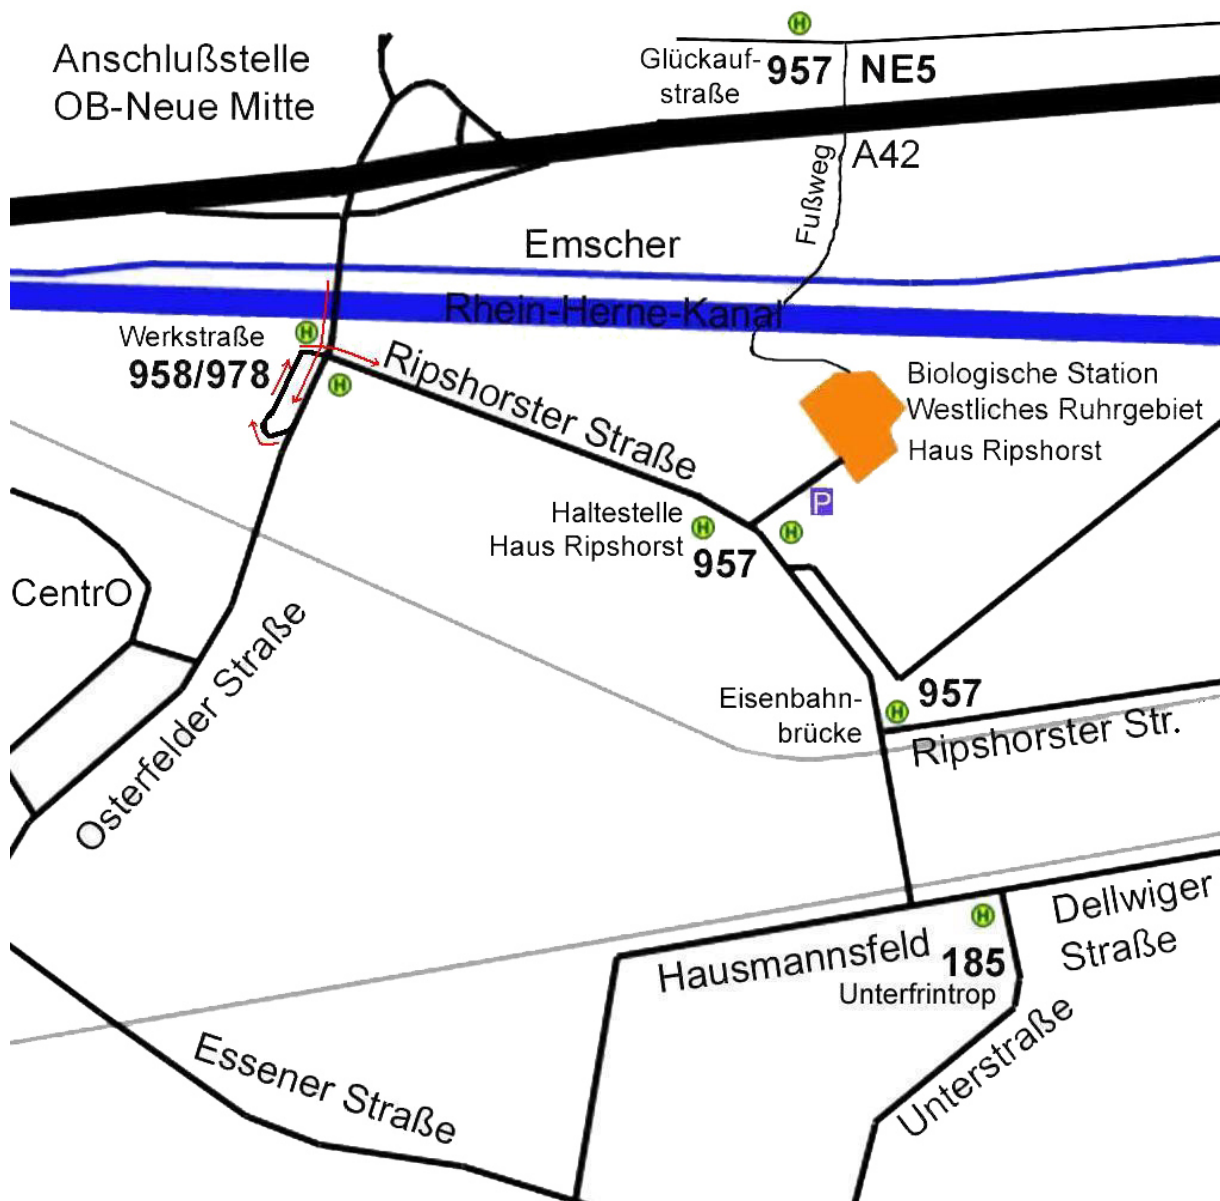 Anschlußstelle
OB-Neue Mitte
H
Glückauf-
straße
957
NE5
A42
Fußweg
Emscher
Rhein-Herne-Kanal
Werkstraße
H
958/978
H
Ripshorster Straße
Biologische Station
Westliches Ruhrgebiet
Haus Ripshorst
P
Haltestelle
Haus Ripshorst
H
H
957
CentrO
Osterfelder Straße
Eisenbahn-
brücke
H
957
Ripshorster Str.
Dellwiger
Straße
H
Hausmannsfeld
185
Unterfrintrop
Unterstraße
Essener Straße